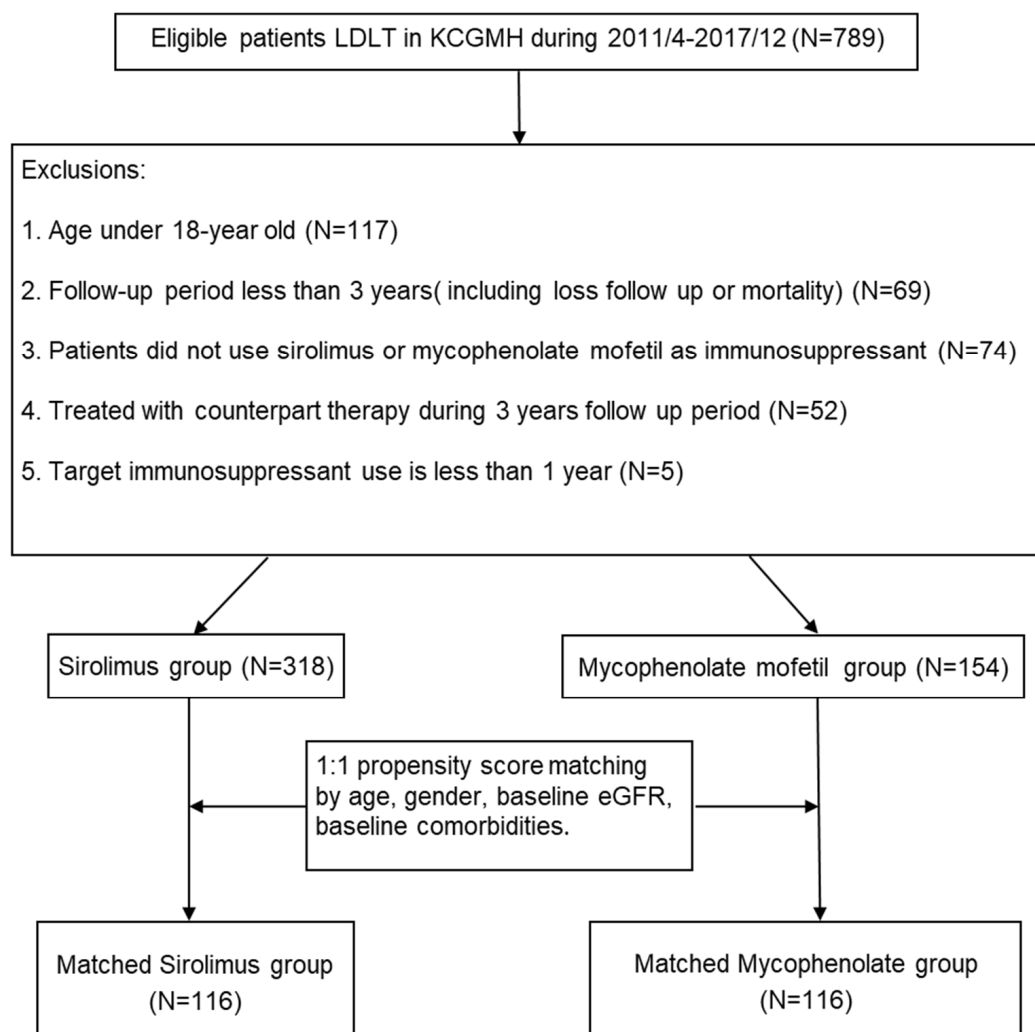 Eligible patients LDLT in KCGMH during 2011/4-2017/12 (N=789)
Exclusions:
1. Age under 18-year old (N=117)
2. Follow-up period less than 3 years( including loss follow up or mortality) (N=69)
3. Patients did not use sirolimus or mycophenolate mofetil as immunosuppressant (N=74)
4. Treated with counterpart therapy during 3 years follow up period (N=52)
5. Target immunosuppressant use is less than 1 year (N=5)
Sirolimus group (N=318)
Mycophenolate mofetil group (N=154)
1:1 propensity score matching
by age, gender, baseline eGFR,
baseline comorbidities.
Matched Sirolimus group
(N=116)
Matched Mycophenolate group
(N=116)